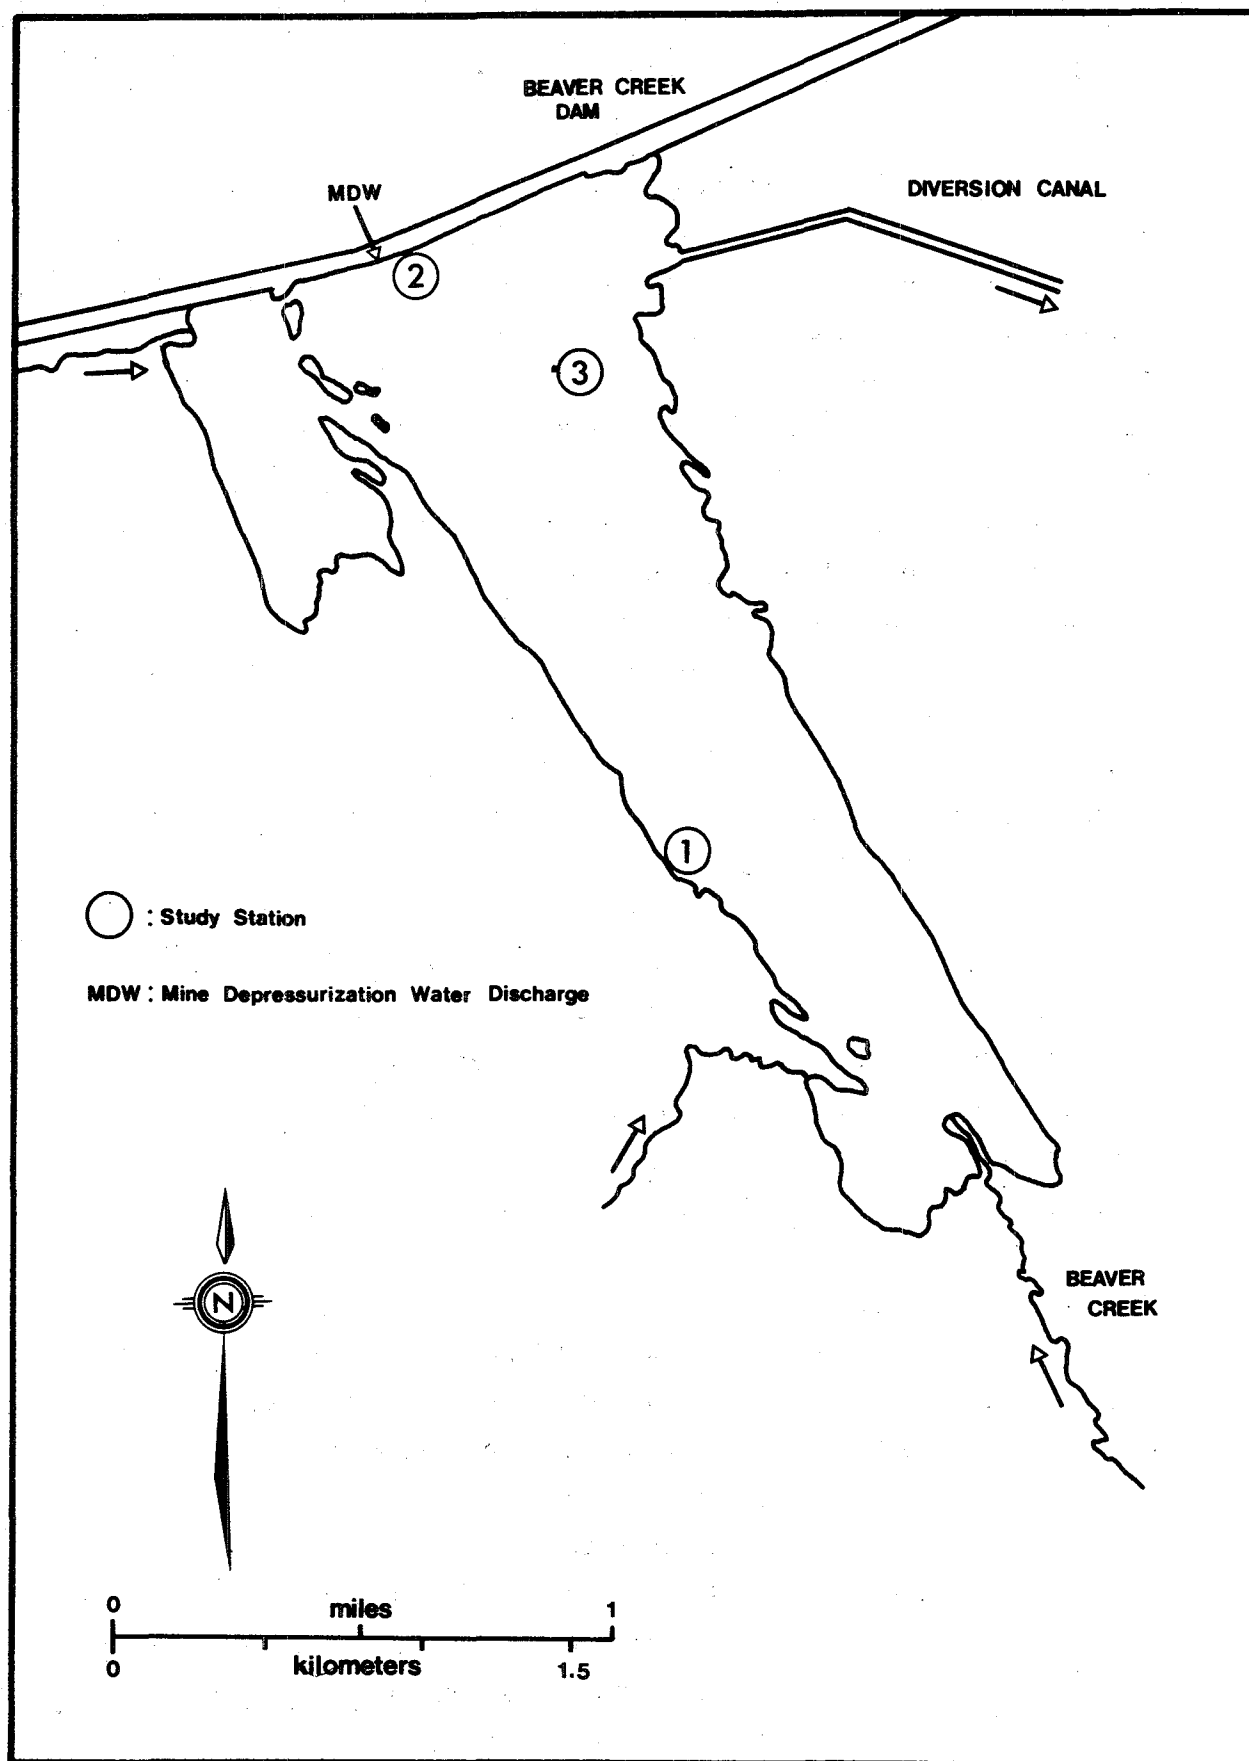 BEAVER CREEK
DAM
MDW
DIVERSION CANAL
2
3
1
: Study Station
MDW : Mine Depressurization Water Discharge
N
BEAVER
CREEK
0 miles 1
0 kilometers 1.5